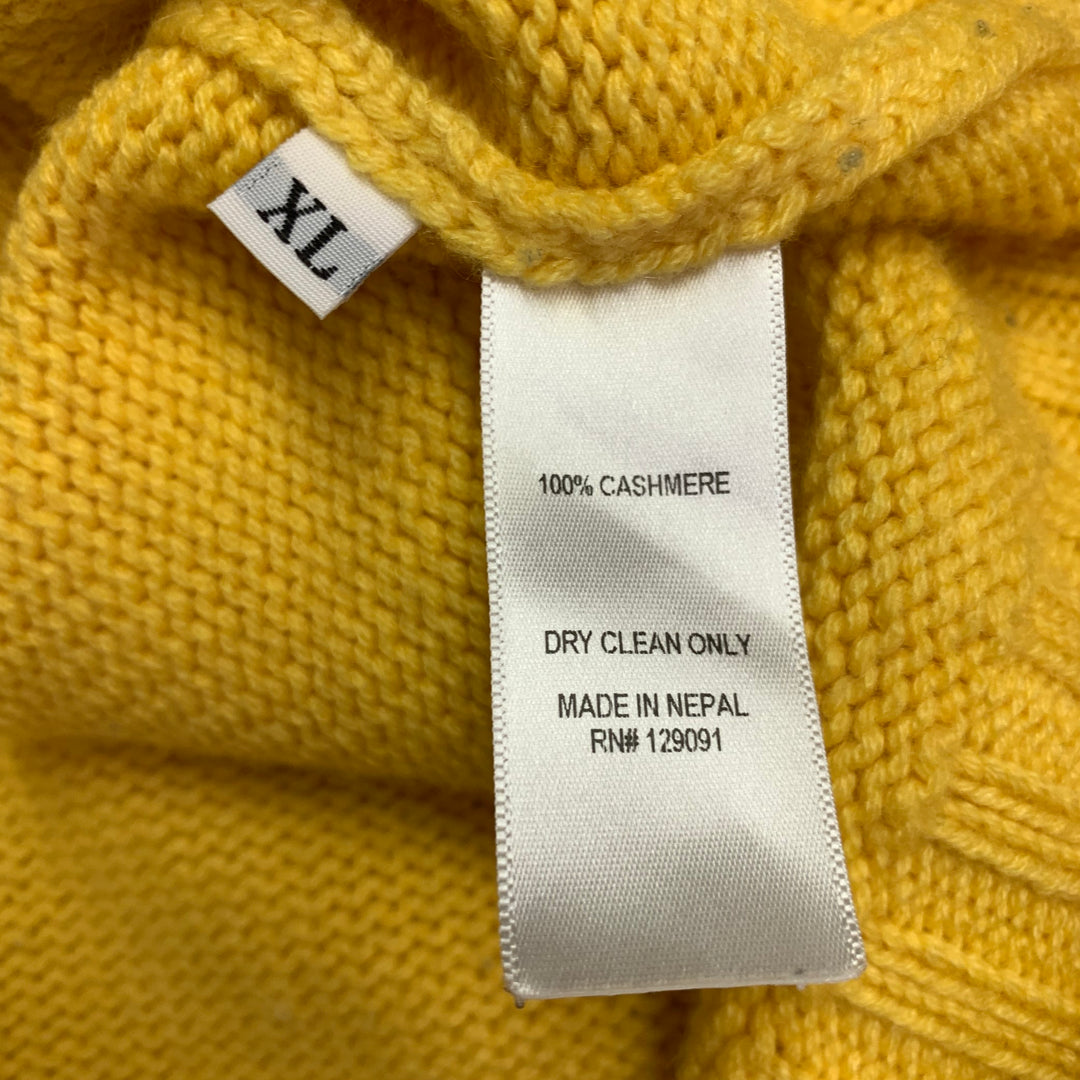 XL
100% CASHMERE
DRY CLEAN ONLY
MADE IN NEPAL
RN# 129091